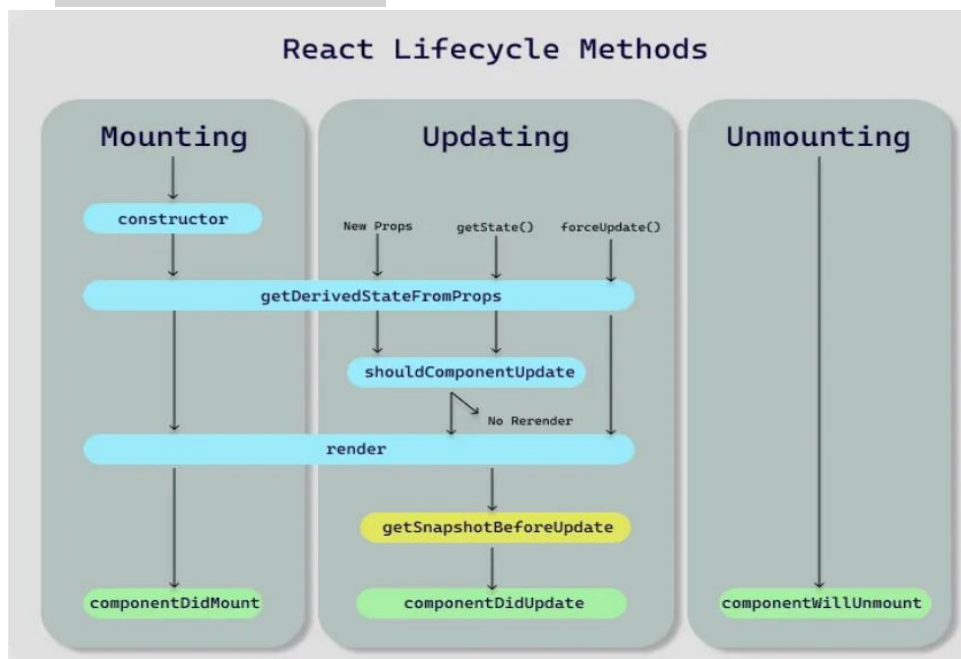 React Lifecycle Methods
Mounting
Updating
Unmounting
constructor
New Props
getState()
forceUpdate()
getDerivedStateFromProps
shouldComponentUpdate
No Rerender
render
getSnapshotBeforeUpdate
componentDidMount
componentDidUpdate
componentWillUnmount